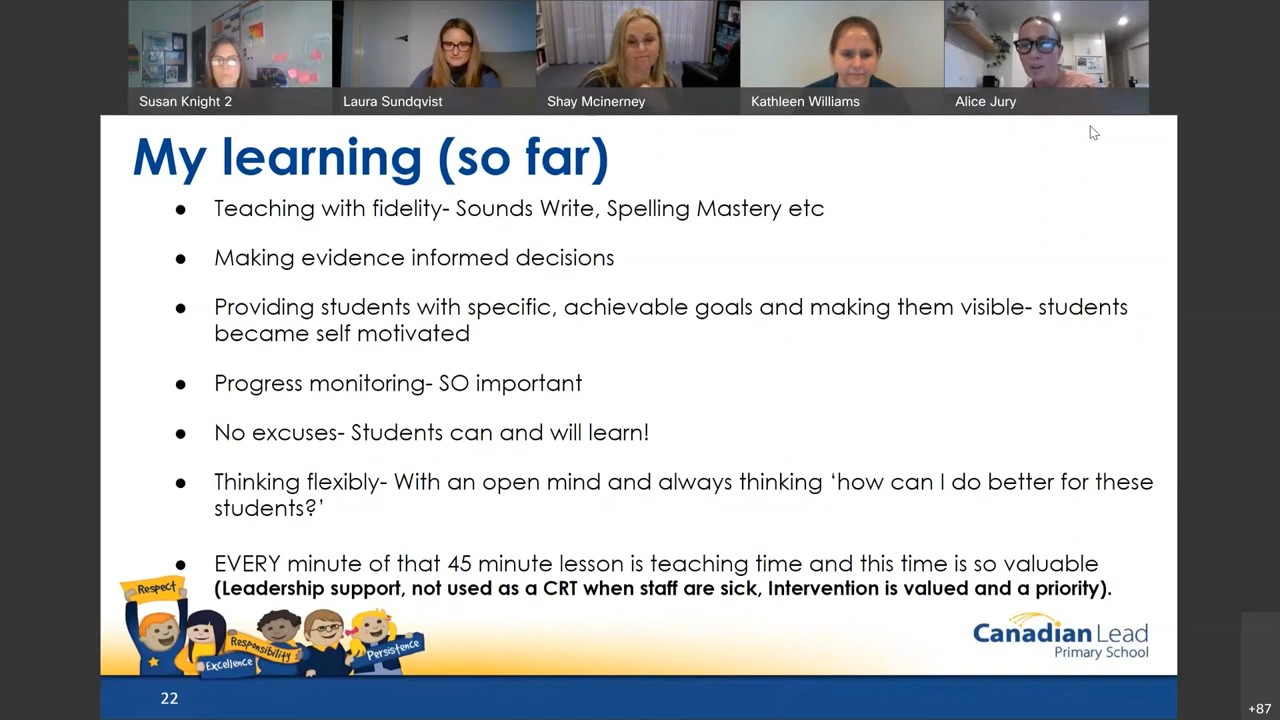 Susan Knight 2
Laura Sundqvist
Shay Mcinerney
Kathleen Williams
Alice Jury
My learning (so far)
● Teaching with fidelity- Sounds Write, Spelling Mastery etc
● Making evidence informed decisions
● Providing students with specific, achievable goals and making them visible- students
became self motivated
● Progress monitoring- SO important
● No excuses- Students can and will learn!
● Thinking flexibly- With an open mind and always thinking ‘how can I do better for these
students?’
● EVERY minute of that 45 minute lesson is teaching time and this time is so valuable
(Leadership support, not used as a CRT when staff are sick, Intervention is valued and a priority).
Respect
Responsibility
Excellence
Persistence
Canadian Lead
Primary School
22
+87